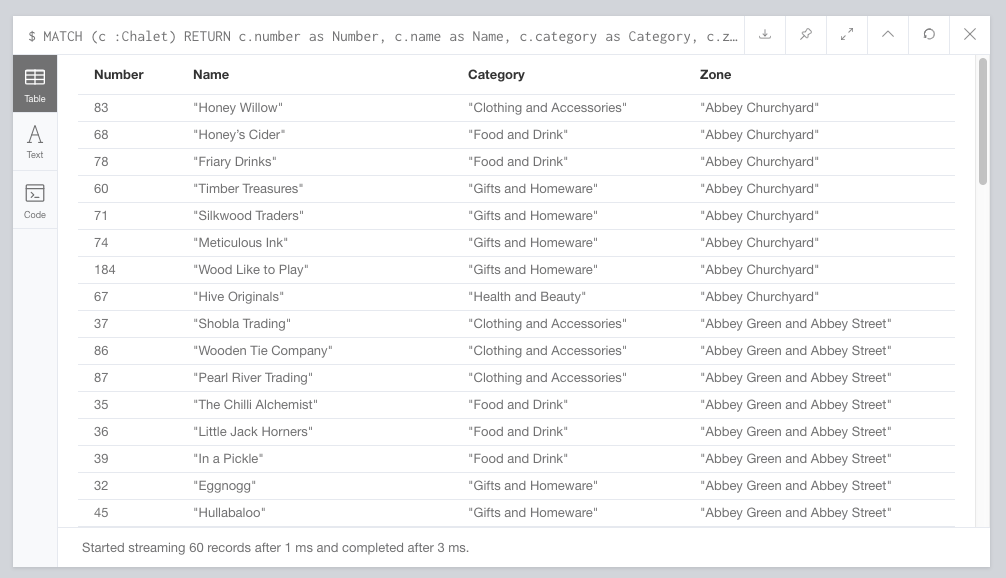 $ MATCH (c :Chalet) RETURN c.number as Number, c.name as Name, c.category as Category, c.z…
Table
Text
Code
Number Name Category Zone
83 "Honey Willow" "Clothing and Accessories" "Abbey Churchyard"
68 "Honey’s Cider" "Food and Drink" "Abbey Churchyard"
78 "Friary Drinks" "Food and Drink" "Abbey Churchyard"
60 "Timber Treasures" "Gifts and Homeware" "Abbey Churchyard"
71 "Silkwood Traders" "Gifts and Homeware" "Abbey Churchyard"
74 "Meticulous Ink" "Gifts and Homeware" "Abbey Churchyard"
184 "Wood Like to Play" "Gifts and Homeware" "Abbey Churchyard"
67 "Hive Originals" "Health and Beauty" "Abbey Churchyard"
37 "Shobla Trading" "Clothing and Accessories" "Abbey Green and Abbey Street"
86 "Wooden Tie Company" "Clothing and Accessories" "Abbey Green and Abbey Street"
87 "Pearl River Trading" "Clothing and Accessories" "Abbey Green and Abbey Street"
35 "The Chilli Alchemist" "Food and Drink" "Abbey Green and Abbey Street"
36 "Little Jack Horners" "Food and Drink" "Abbey Green and Abbey Street"
39 "In a Pickle" "Food and Drink" "Abbey Green and Abbey Street"
32 "Eggnogg" "Gifts and Homeware" "Abbey Green and Abbey Street"
45 "Hullabaloo" "Gifts and Homeware" "Abbey Green and Abbey Street"
Started streaming 60 records after 1 ms and completed after 3 ms.